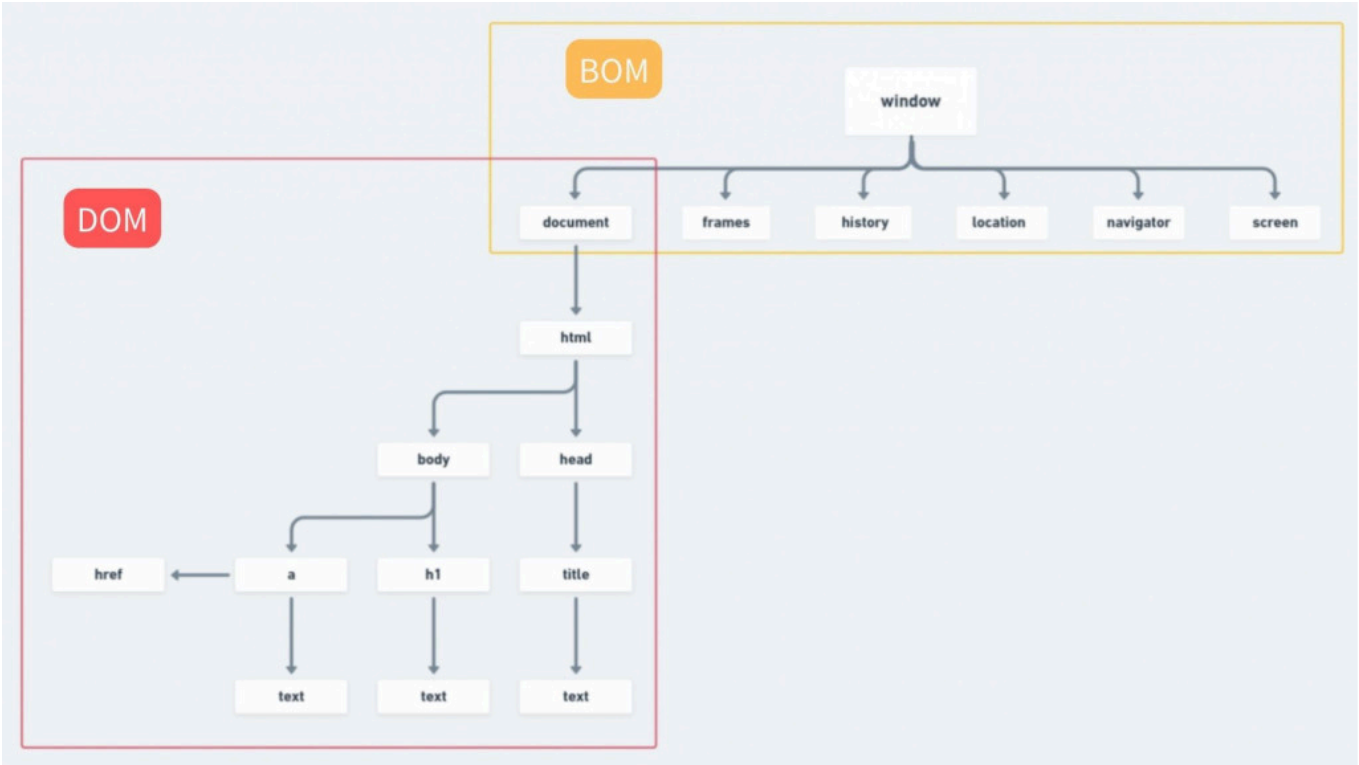 BOM
window
DOM
document
frames
history
location
navigator
screen
html
body
head
href
a
h1
title
text
text
text